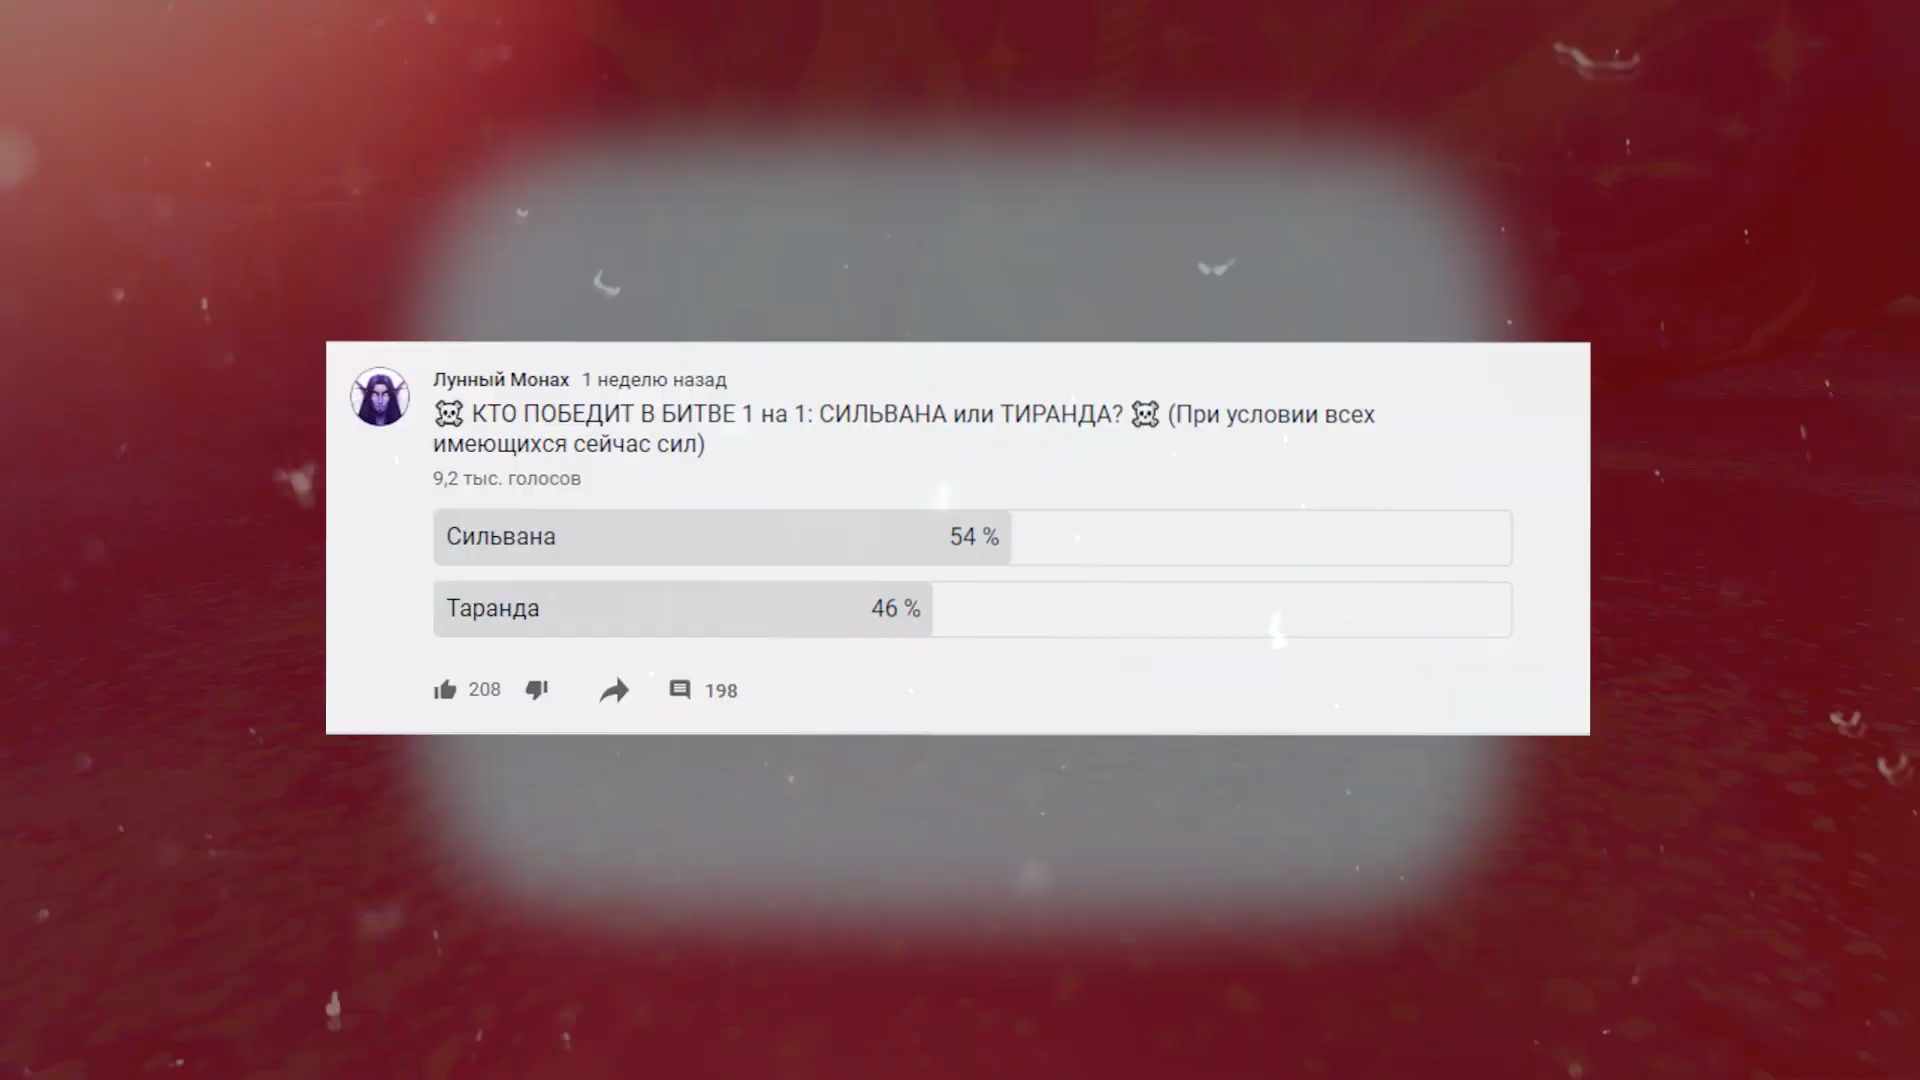 Лунный Монах 1 неделю назад
☠ КТО ПОБЕДИТ В БИТВЕ 1 на 1: СИЛЬВАНА или ТИРАНДА? ☠ (При условии всех
имеющихся сейчас сил)
9,2 тыс. голосов
Сильвана 54 %
Таранда 46 %
208 198